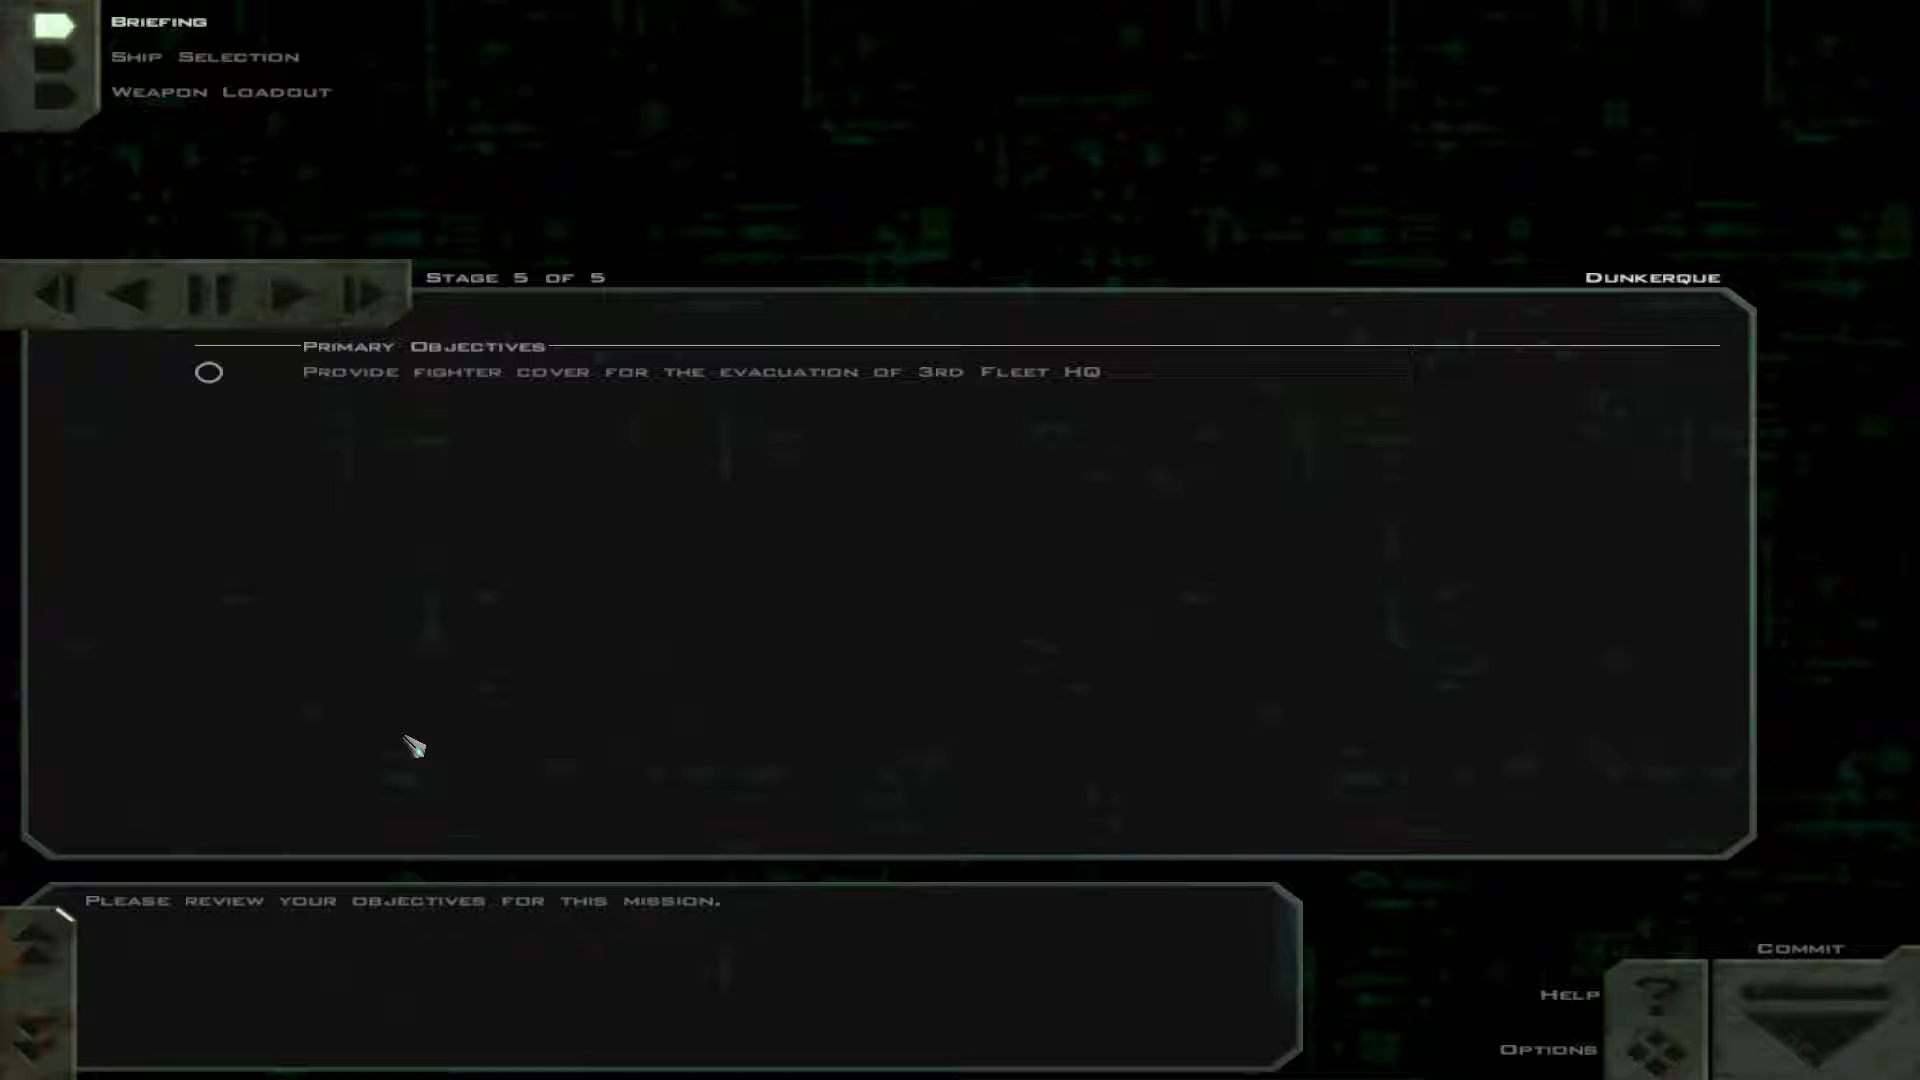 Briefing
Ship Selection
Weapon Loadout
Stage 5 of 5
Dunkerque
Primary Objectives
Provide fighter cover for the evacuation of 3rd Fleet HQ
Please review your objectives for this mission.
Commit
Help
?
Options